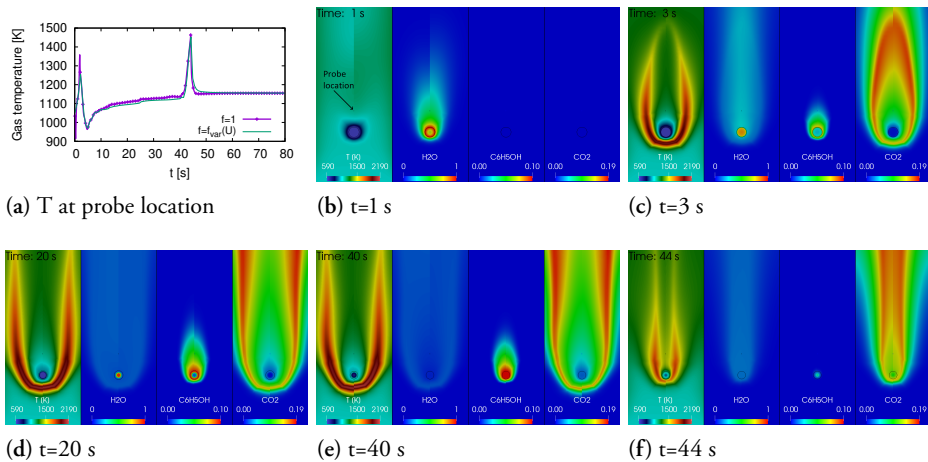 1500
1400
1300
1200
1100
1000
900
Gas temperature [K]
f=1
f=fvar(U)
0 10 20 30 40 50 60 70 80
t [s]
(a) T at probe location
Time: 1 s
Probe
location
T (K) H2O C6H5OH CO2
590 1500 2190 0 1 0.00 0.10 0.00 0.19
(b) t=1 s
Time: 3 s
T (K) H2O C6H5OH CO2
590 1500 2190 0 1 0.00 0.10 0.00 0.19
(c) t=3 s
Time: 20 s
T (K) H2O C6H5OH CO2
590 1500 2190 0 1 0.00 0.10 0.00 0.19
(d) t=20 s
Time: 40 s
T (K) H2O C6H5OH CO2
590 1500 2190 0 1 0.00 0.10 0.00 0.19
(e) t=40 s
Time: 44 s
T (K) H2O C6H5OH CO2
590 1500 2190 0 1 0.00 0.10 0.00 0.19
(f) t=44 s